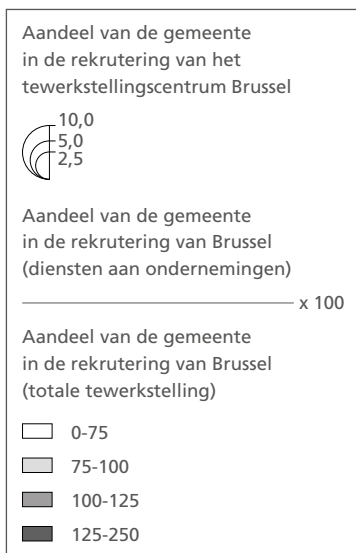 Aandeel van de gemeente
in de rekrutering van het
tewerkstellingscentrum Brussel
10,0
5,0
2,5
Aandeel van de gemeente
in de rekrutering van Brussel
(diensten aan ondernemingen)
x 100
Aandeel van de gemeente
in de rekrutering van Brussel
(totale tewerkstelling)
0-75
75-100
100-125
125-250